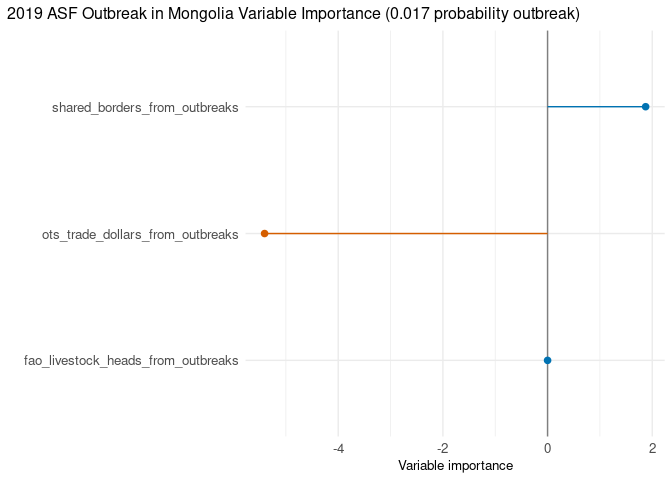 2019 ASF Outbreak in Mongolia Variable Importance (0.017 probability outbreak)
shared_borders_from_outbreaks
ots_trade_dollars_from_outbreaks
fao_livestock_heads_from_outbreaks
-4 -2 0 2
Variable importance